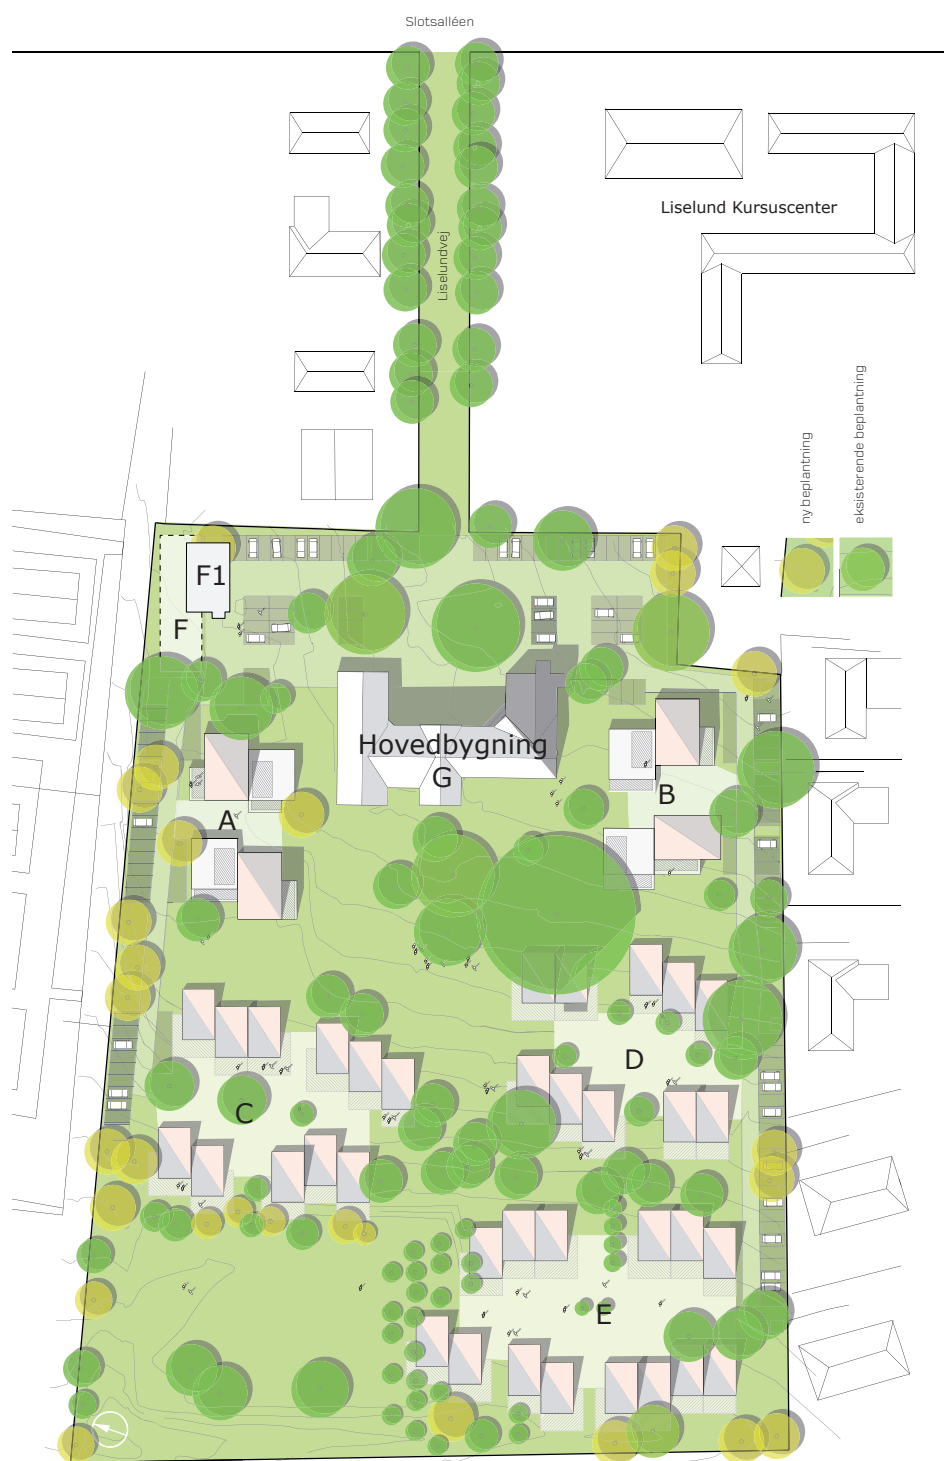 Slotsalléen
Liselund Kursuscenter
Liselundvej
ny beplantning
eksisterende beplantning
F1
F
Hovedbygning
G
B
A
D
C
E